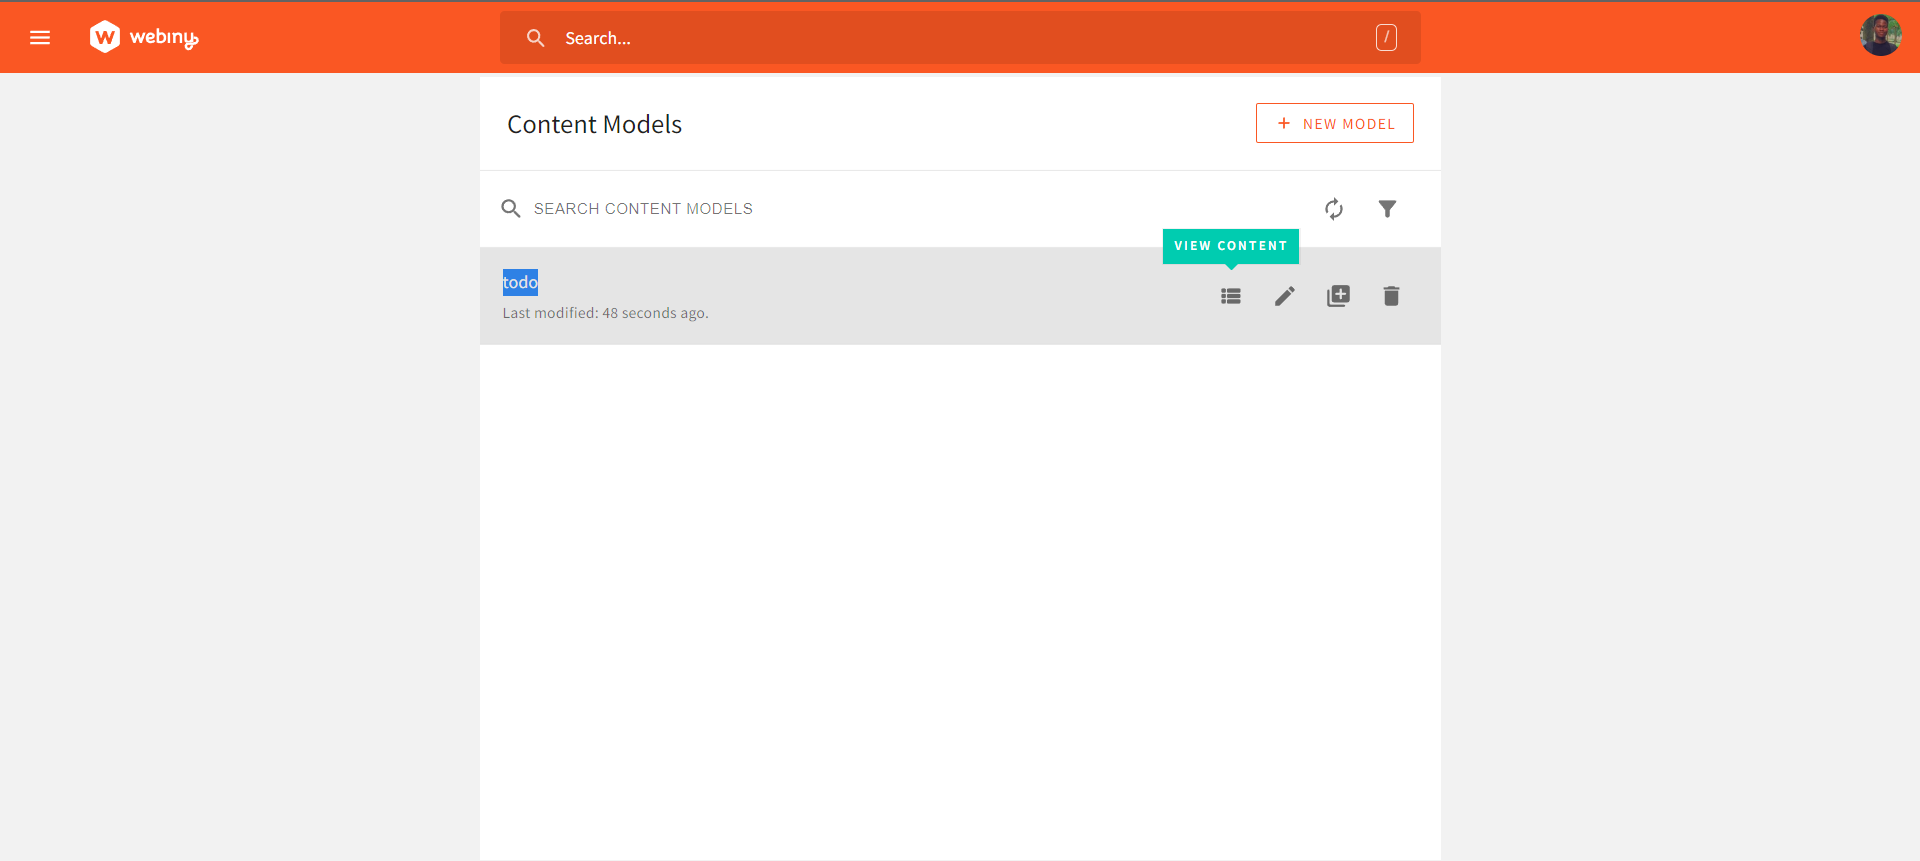 webiny
Search...
/
Content Models
+ NEW MODEL
SEARCH CONTENT MODELS
VIEW CONTENT
todo
Last modified: 48 seconds ago.